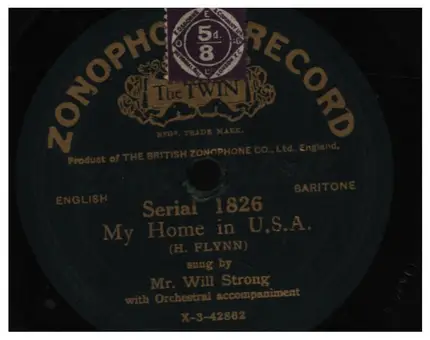 ZONOPHONE RECORD
5d.
8
The TWIN
REGD. TRADE MARK.
Product of THE BRITISH ZONOPHONE CO., Ltd. England.
ENGLISH
BARITONE
Serial 1826
My Home in U.S.A.
(H. FLYNN)
sung by
Mr. Will Strong
with Orchestral accompaniment
X-3-42862